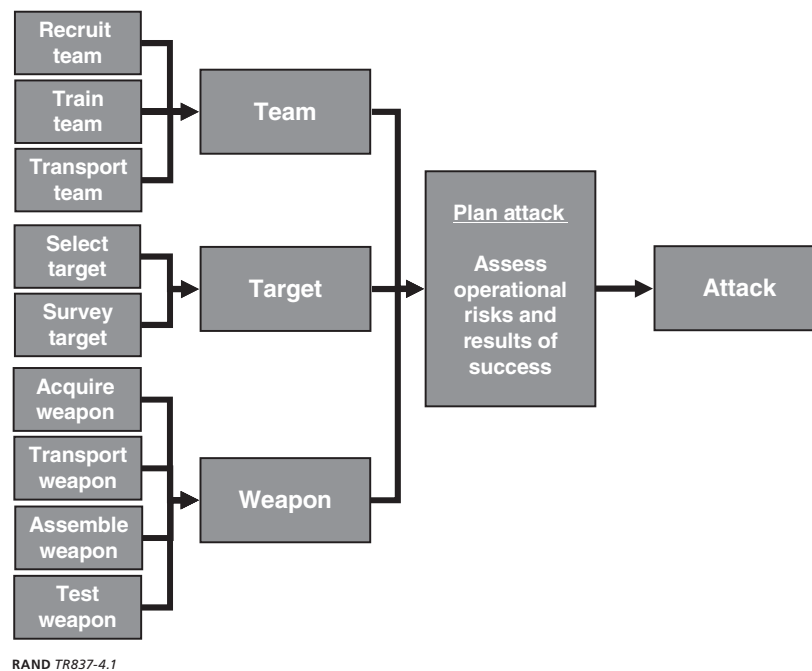 Recruit
team
Train
team
Transport
team
Team
Select
target
Survey
target
Target
Acquire
weapon
Transport
weapon
Assemble
weapon
Test
weapon
Weapon
Plan attack
Assess
operational
risks and
results of
success
Attack
RAND TR837-4.1